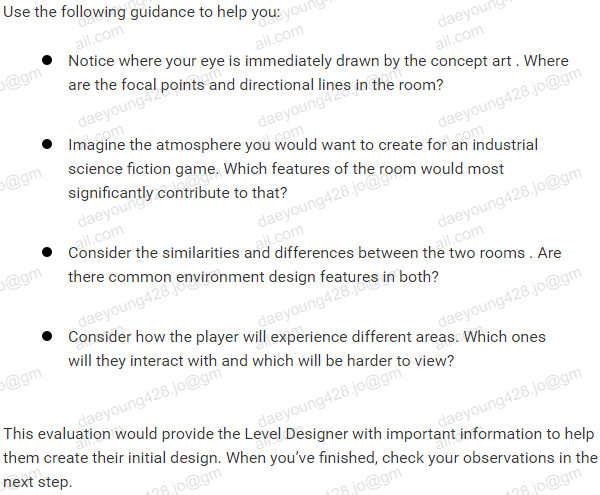 Use the following guidance to help you:
● Notice where your eye is immediately drawn by the concept art . Where
are the focal points and directional lines in the room?
● Imagine the atmosphere you would want to create for an industrial
science fiction game. Which features of the room would most
significantly contribute to that?
● Consider the similarities and differences between the two rooms . Are
there common environment design features in both?
● Consider how the player will experience different areas. Which ones
will they interact with and which will be harder to view?
This evaluation would provide the Level Designer with important information to help
them create their initial design. When you’ve finished, check your observations in the
next step.